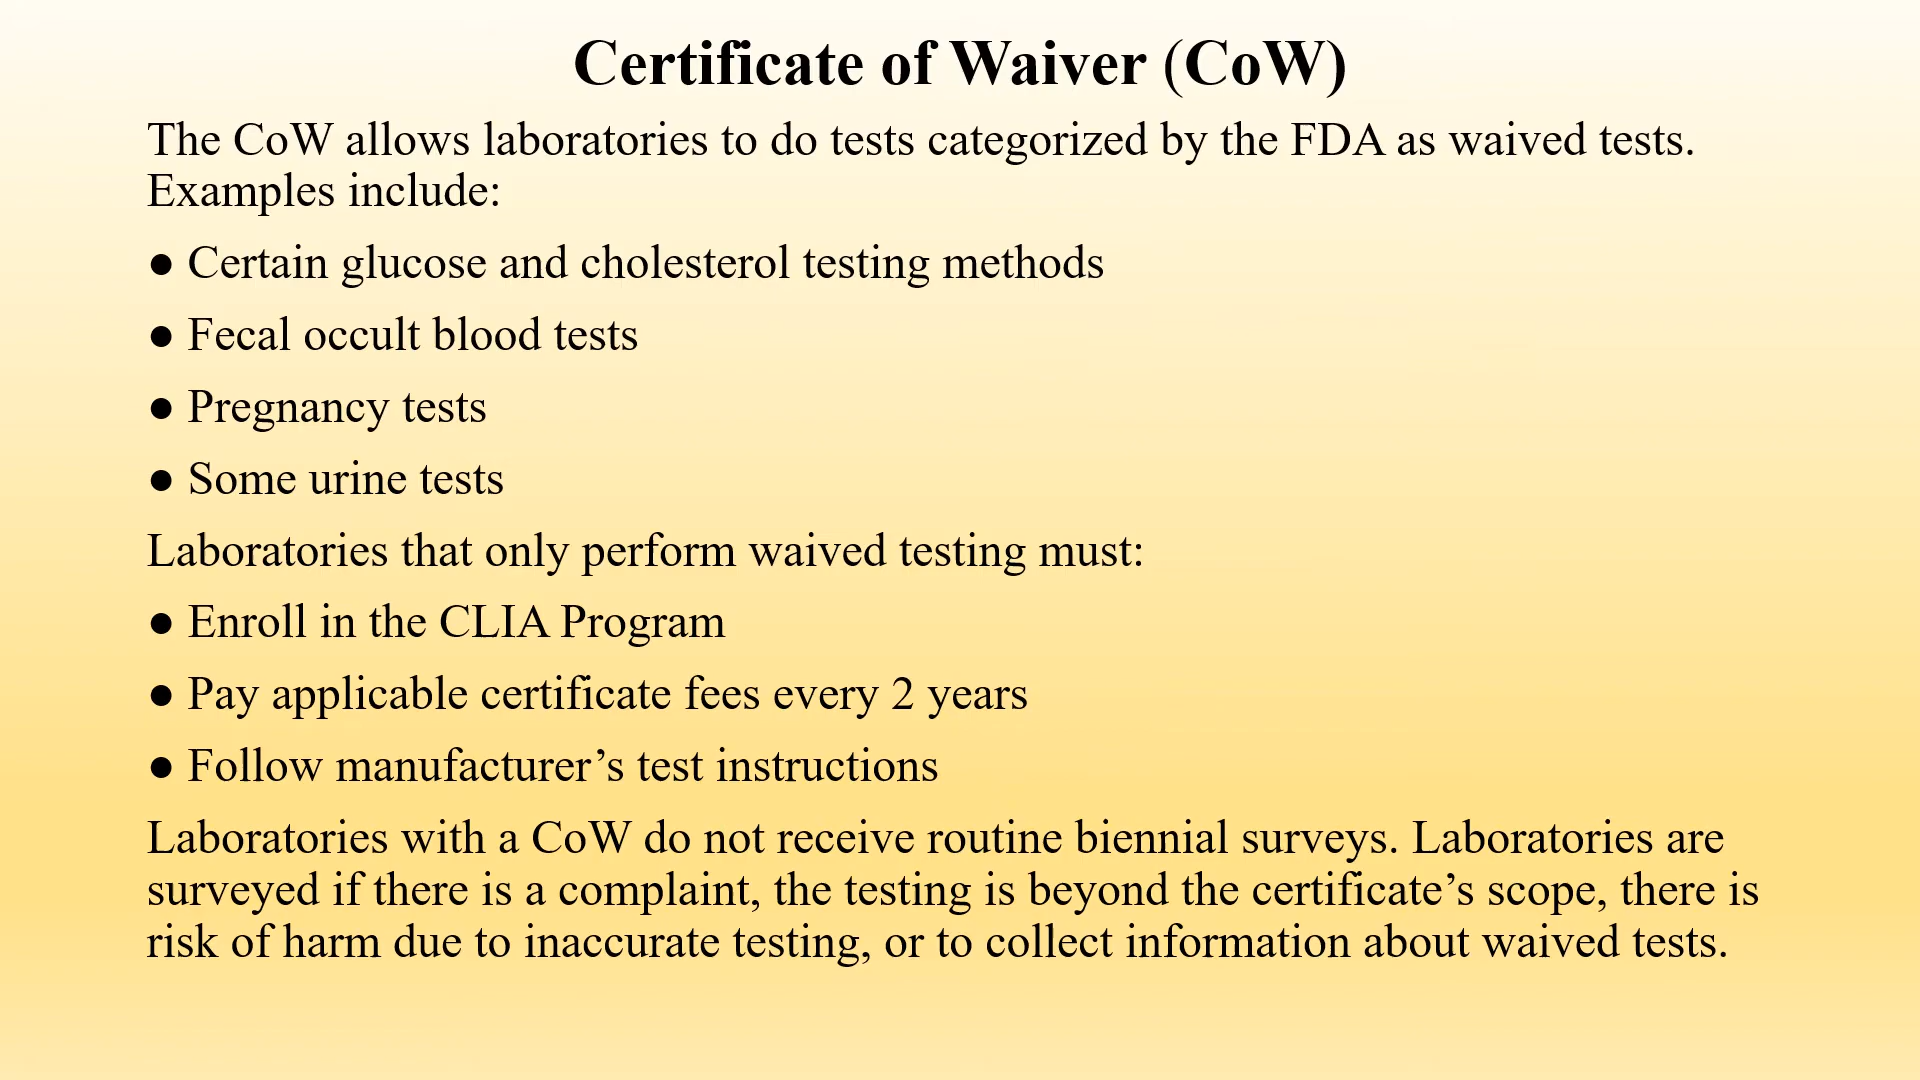 Certificate of Waiver (CoW)
The CoW allows laboratories to do tests categorized by the FDA as waived tests.
Examples include:
● Certain glucose and cholesterol testing methods
● Fecal occult blood tests
● Pregnancy tests
● Some urine tests
Laboratories that only perform waived testing must:
● Enroll in the CLIA Program
● Pay applicable certificate fees every 2 years
● Follow manufacturer’s test instructions
Laboratories with a CoW do not receive routine biennial surveys. Laboratories are
surveyed if there is a complaint, the testing is beyond the certificate’s scope, there is
risk of harm due to inaccurate testing, or to collect information about waived tests.